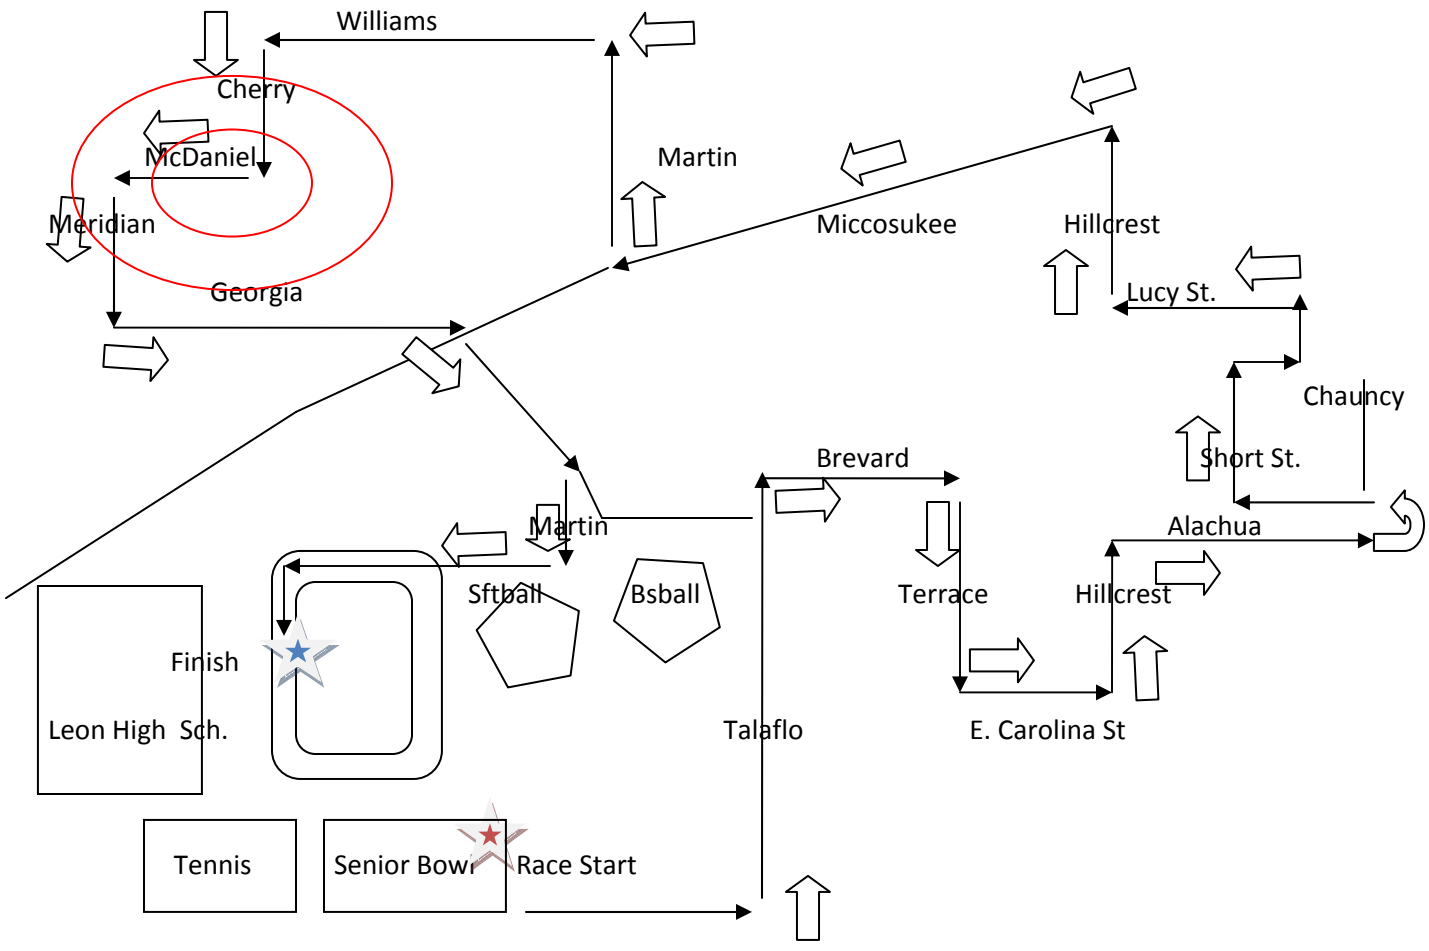 Williams
Cherry
McDaniel
Martin
Meridian
Miccosukee
Hillcrest
Georgia
Lucy St.
Chauncy
Brevard
Short St.
Martin
Alachua
Sftball
Bsball
Terrace
Hillcrest
Finish
Leon High Sch.
Talaflo
E. Carolina St
Tennis
Senior Bowl
Race Start